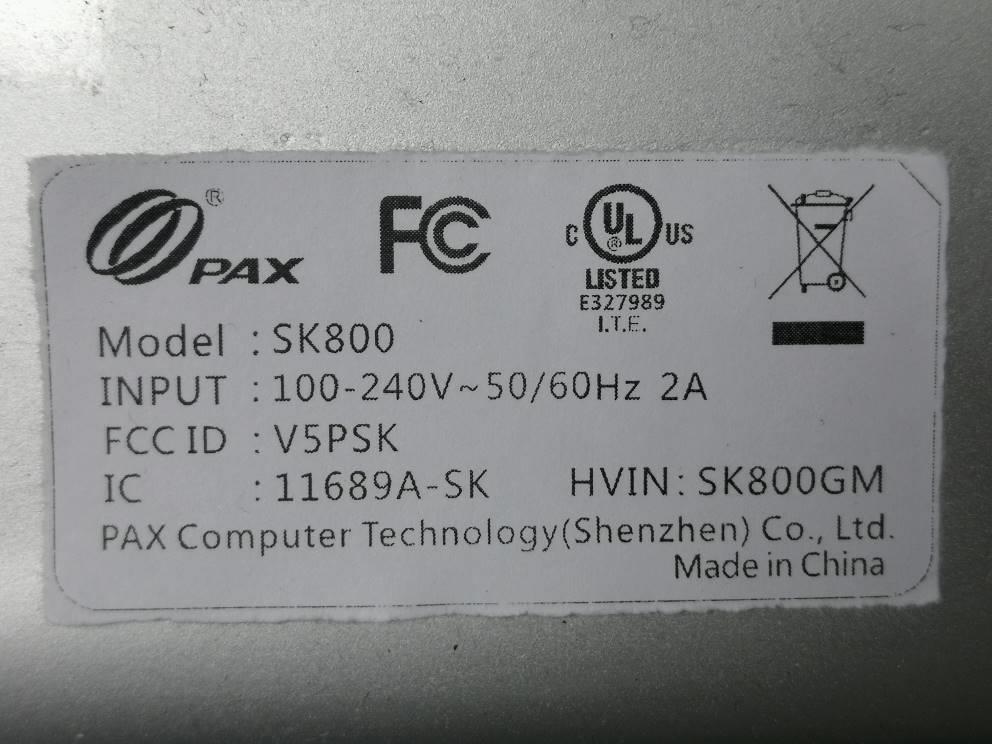 PAX ® FC C UL ® US
LISTED
E327989
I.T.E.
Model : SK800
INPUT : 100-240V~50/60Hz 2A
FCC ID : V5PSK
IC : 11689A-SK HVIN: SK800GM
PAX Computer Technology(Shenzhen) Co., Ltd.
Made in China